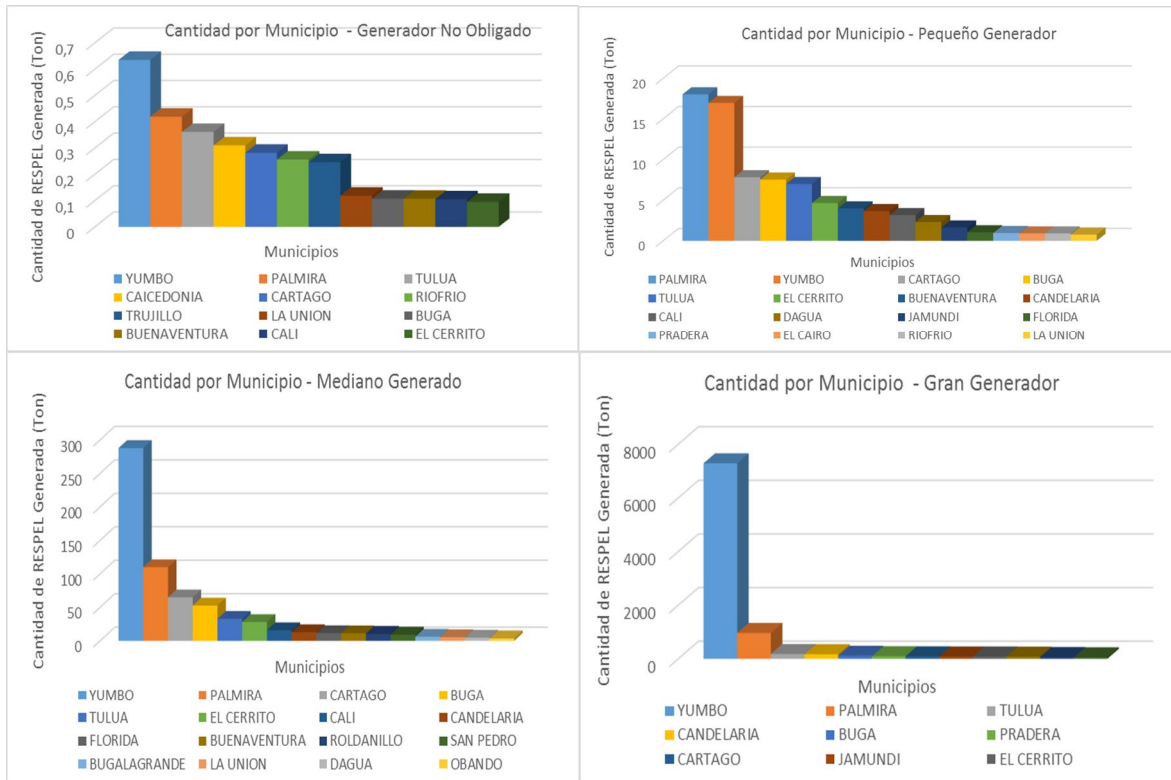 Cantidad por Municipio - Generador No Obligado
Cantidad de RESPEL Generada (Ton)
0,7
0,6
0,5
0,4
0,3
0,2
0,1
0
Municipios
YUMBO PALMIRA TULUA
CAICEDONIA CARTAGO RIOFRIO
TRUJILLO LA UNION BUGA
BUENAVENTURA CALI EL CERRITO
Cantidad por Municipio - Pequeño Generador
Cantidad de RESPEL Generada (Ton)
20
15
10
5
0
Municipios
PALMIRA YUMBO CARTAGO BUGA
TULUA EL CERRITO BUENAVENTURA CANDELARIA
CALI DAGUA JAMUNDI FLORIDA
PRADERA EL CAIRO RIOFRIO LA UNION
Cantidad por Municipio - Mediano Generado
Cantidad de RESPEL Generada (Ton)
300
250
200
150
100
50
0
Municipios
YUMBO PALMIRA CARTAGO BUGA
TULUA EL CERRITO CALI CANDELARIA
FLORIDA BUENAVENTURA ROLDANILLO SAN PEDRO
BUGALAGRANDE LA UNION DAGUA OBANDO
Cantidad por Municipio - Gran Generador
Cantidad de RESPEL Generada (Ton)
8000
6000
4000
2000
0
Municipios
YUMBO PALMIRA TULUA
CANDELARIA BUGA PRADERA
CARTAGO JAMUNDI EL CERRITO